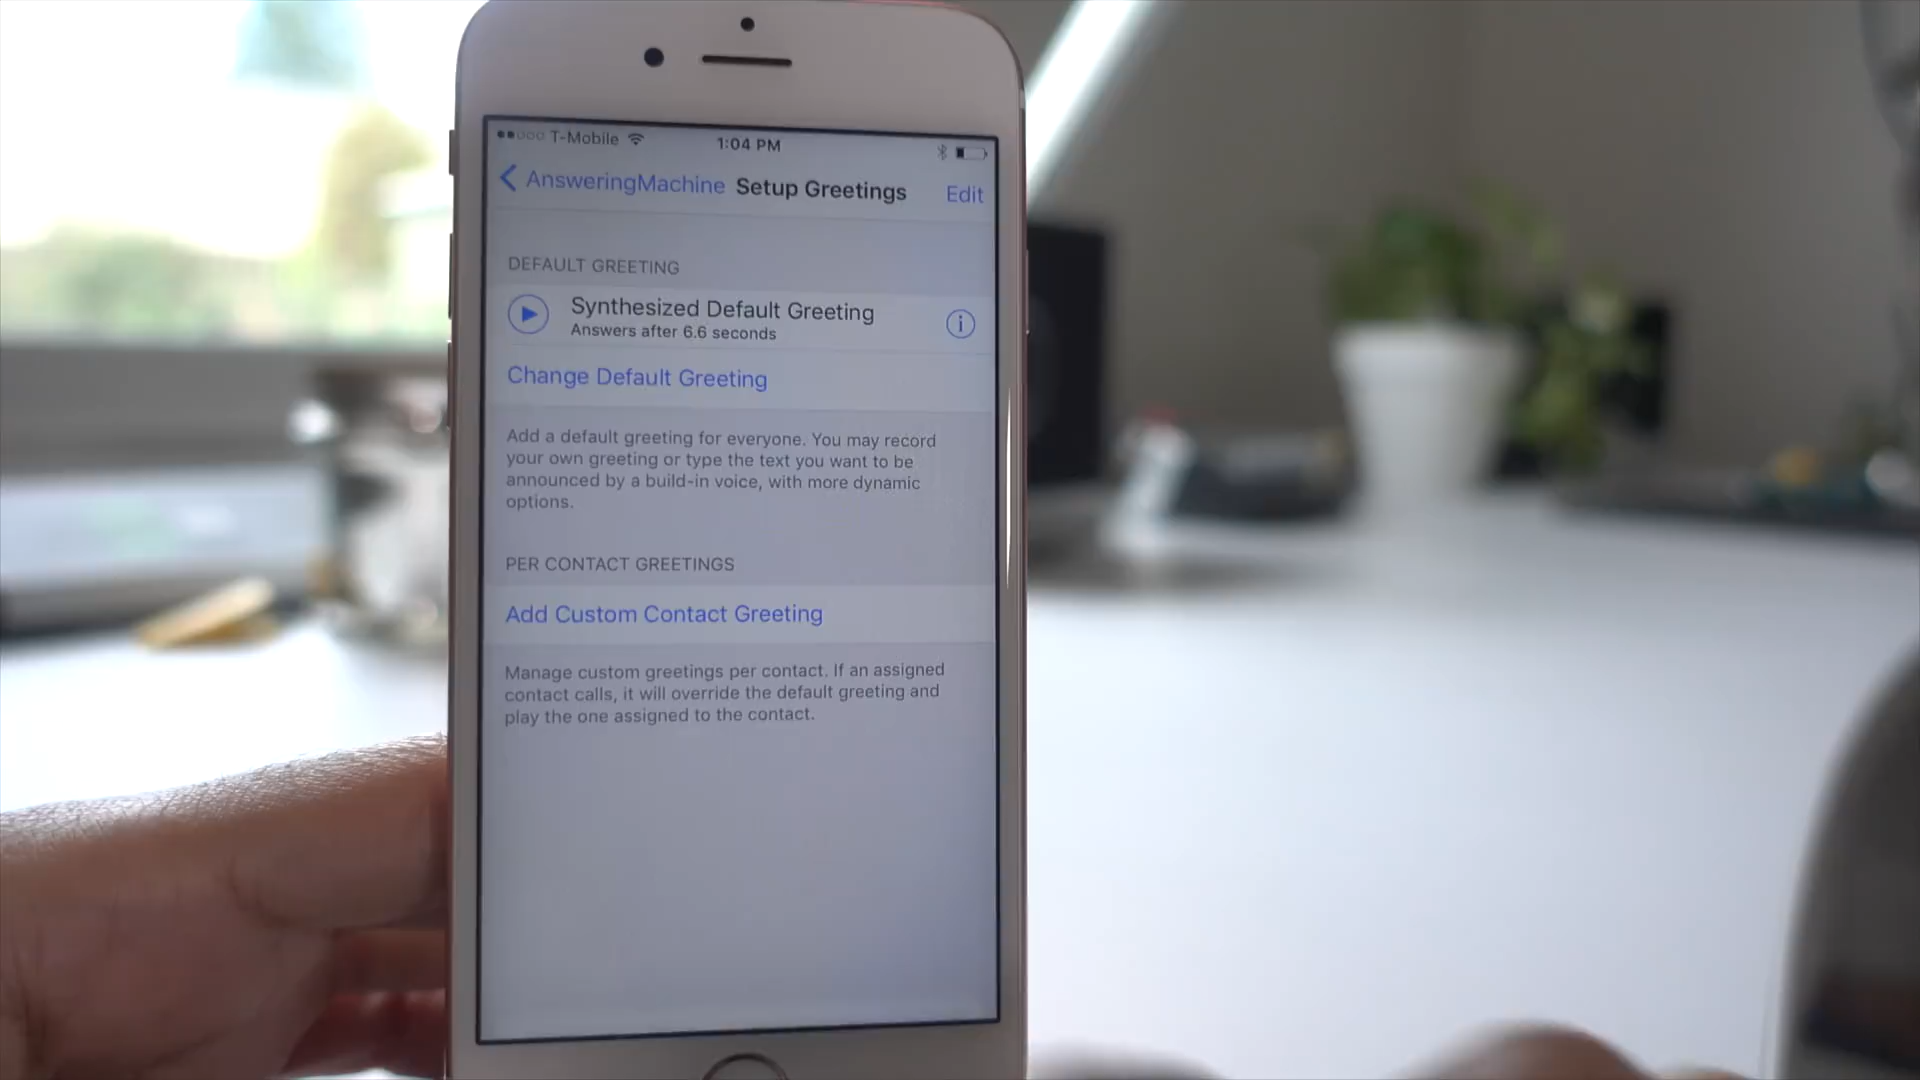 T-Mobile 1:04 PM
AnsweringMachine Setup Greetings Edit
DEFAULT GREETING
Synthesized Default Greeting
Answers after 6.6 seconds
Change Default Greeting
Add a default greeting for everyone. You may record
your own greeting or type the text you want to be
announced by a build-in voice, with more dynamic
options.
PER CONTACT GREETINGS
Add Custom Contact Greeting
Manage custom greetings per contact. If an assigned
contact calls, it will override the default greeting and
play the one assigned to the contact.